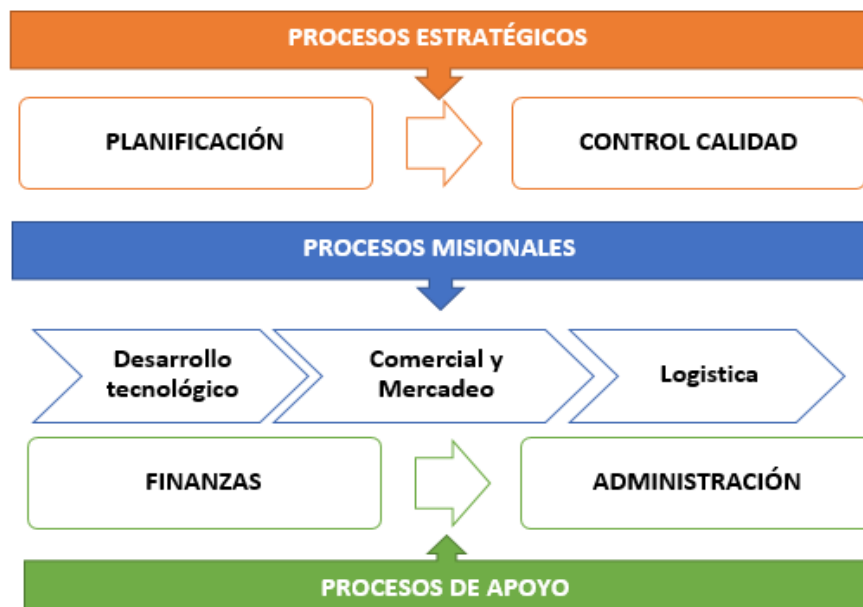 PROCESOS ESTRATÉGICOS
PLANIFICACIÓN
CONTROL CALIDAD
PROCESOS MISIONALES
Desarrollo
tecnológico
Comercial y
Mercadeo
Logistica
FINANZAS
ADMINISTRACIÓN
PROCESOS DE APOYO